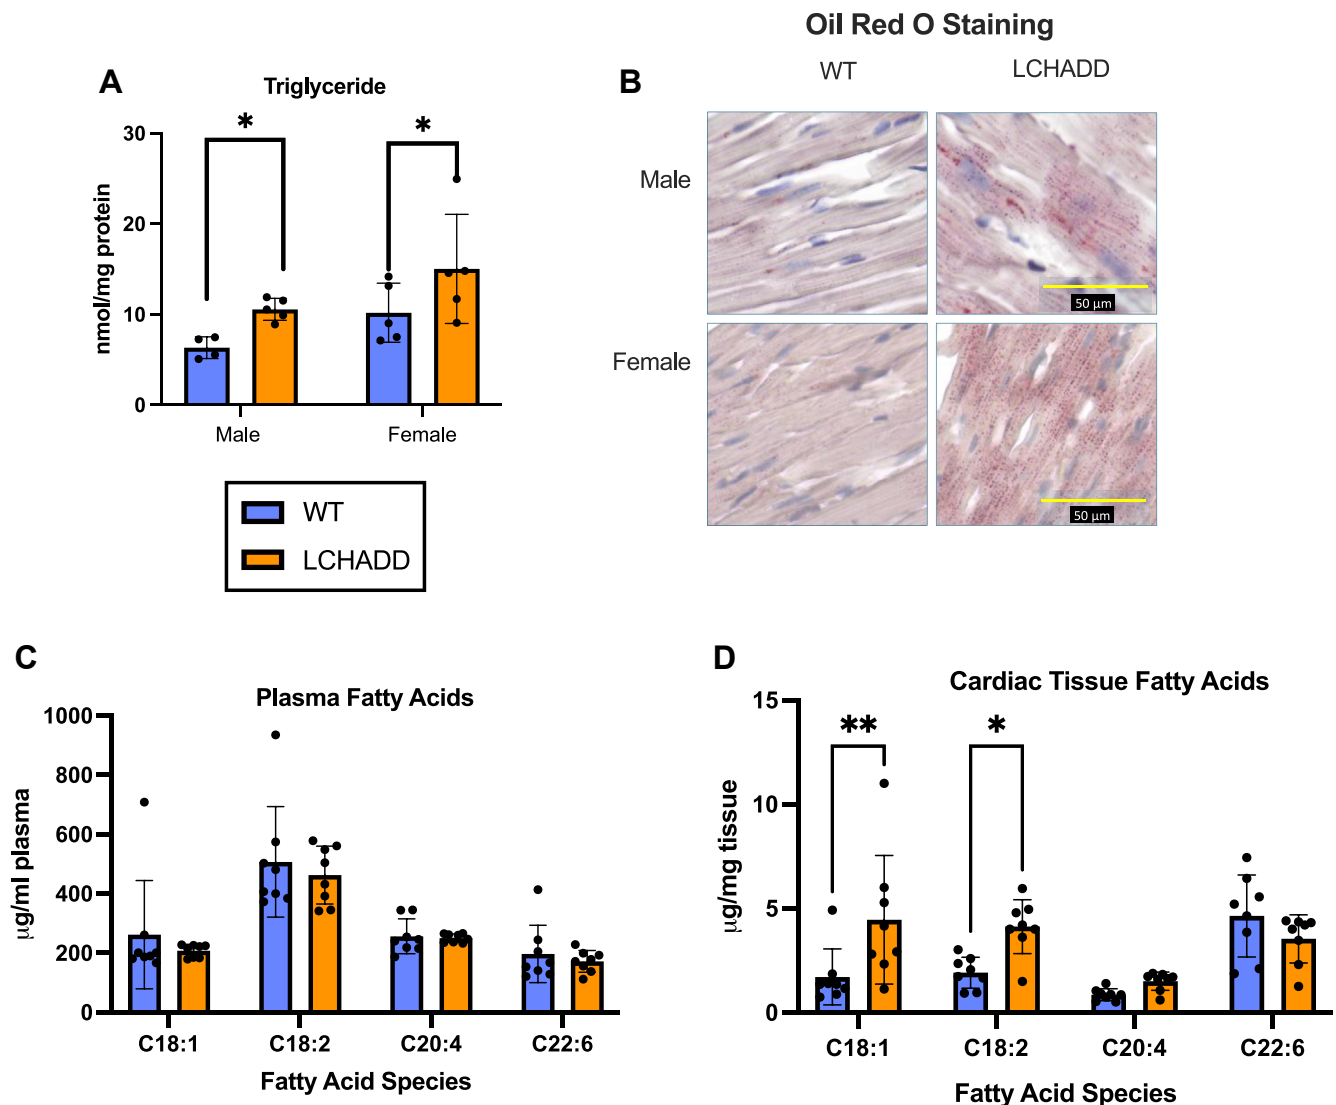 Oil Red O Staining
A
Triglyceride
B
WT
LCHADD
*
*
30
20
10
0
nmol/mg protein
Male
Female
Male
Female
50 µm
50 µm
WT
LCHADD
C
Plasma Fatty Acids
1000
800
600
400
200
0
µg/ml plasma
C18:1
C18:2
C20:4
C22:6
Fatty Acid Species
D
Cardiac Tissue Fatty Acids
**
*
15
10
5
0
µg/mg tissue
C18:1
C18:2
C20:4
C22:6
Fatty Acid Species